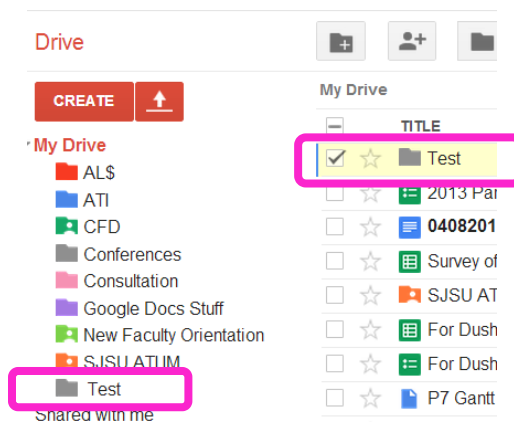 Drive
CREATE
My Drive
AL$
ATI
CFD
Conferences
Consultation
Google Docs Stuff
New Faculty Orientation
SJSU ATUM
Test
Shared with me
My Drive
TITLE
Test
2013 Par
0408201
Survey of
SJSU AT
For Dush
For Dush
P7 Gantt